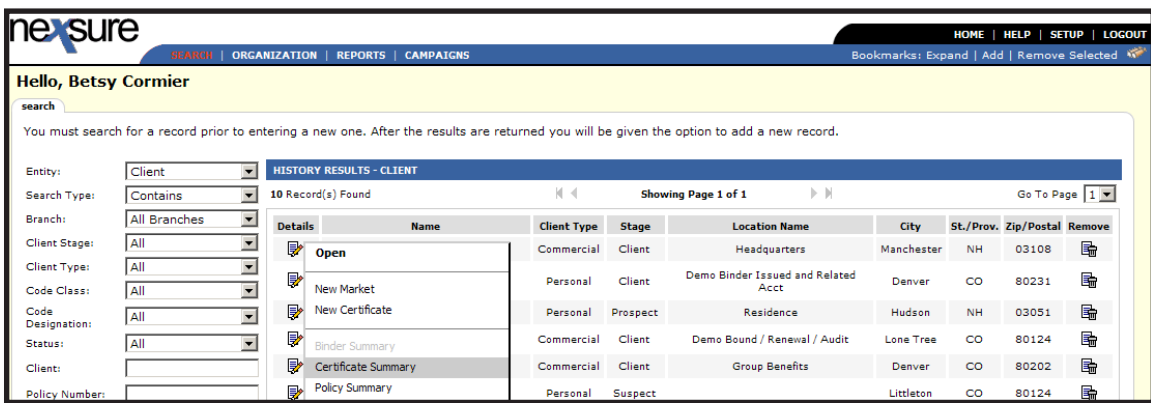 nexsure
HOME | HELP | SETUP | LOGOUT
SEARCH | ORGANIZATION | REPORTS | CAMPAIGNS
Bookmarks: Expand | Add | Remove Selected
Hello, Betsy Cormier
search
You must search for a record prior to entering a new one. After the results are returned you will be given the option to add a new record.
Entity: Client
Search Type: Contains
Branch: All Branches
Client Stage: All
Client Type: All
Code Class: All
Code Designation: All
Status: All
Client:
Policy Number:
HISTORY RESULTS - CLIENT
10 Record(s) Found Showing Page 1 of 1 Go To Page 1
Details Name Client Type Stage Location Name City St./Prov. Zip/Postal Remove
Commercial Client Headquarters Manchester NH 03108
Personal Client Demo Binder Issued and Related Acct Denver CO 80231
Personal Prospect Residence Hudson NH 03051
Commercial Client Demo Bound / Renewal / Audit Lone Tree CO 80124
Commercial Client Group Benefits Denver CO 80202
Personal Suspect Littleton CO 80124
Open
New Market
New Certificate
Binder Summary
Certificate Summary
Policy Summary